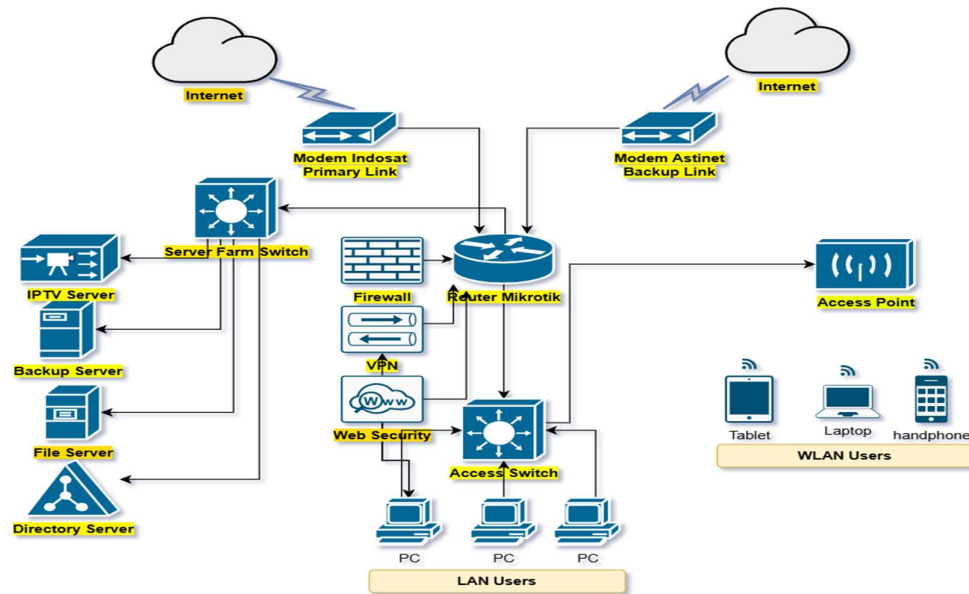 Internet
Internet
Modem Indosat
Primary Link
Modem Astinet
Backup Link
Server Farm Switch
IPTV Server
Firewall
Router Mikrotik
Access Point
Backup Server
VPN
Www
Web Security
File Server
Access Switch
Tablet
Laptop
handphone
WLAN Users
Directory Server
PC
PC
PC
LAN Users